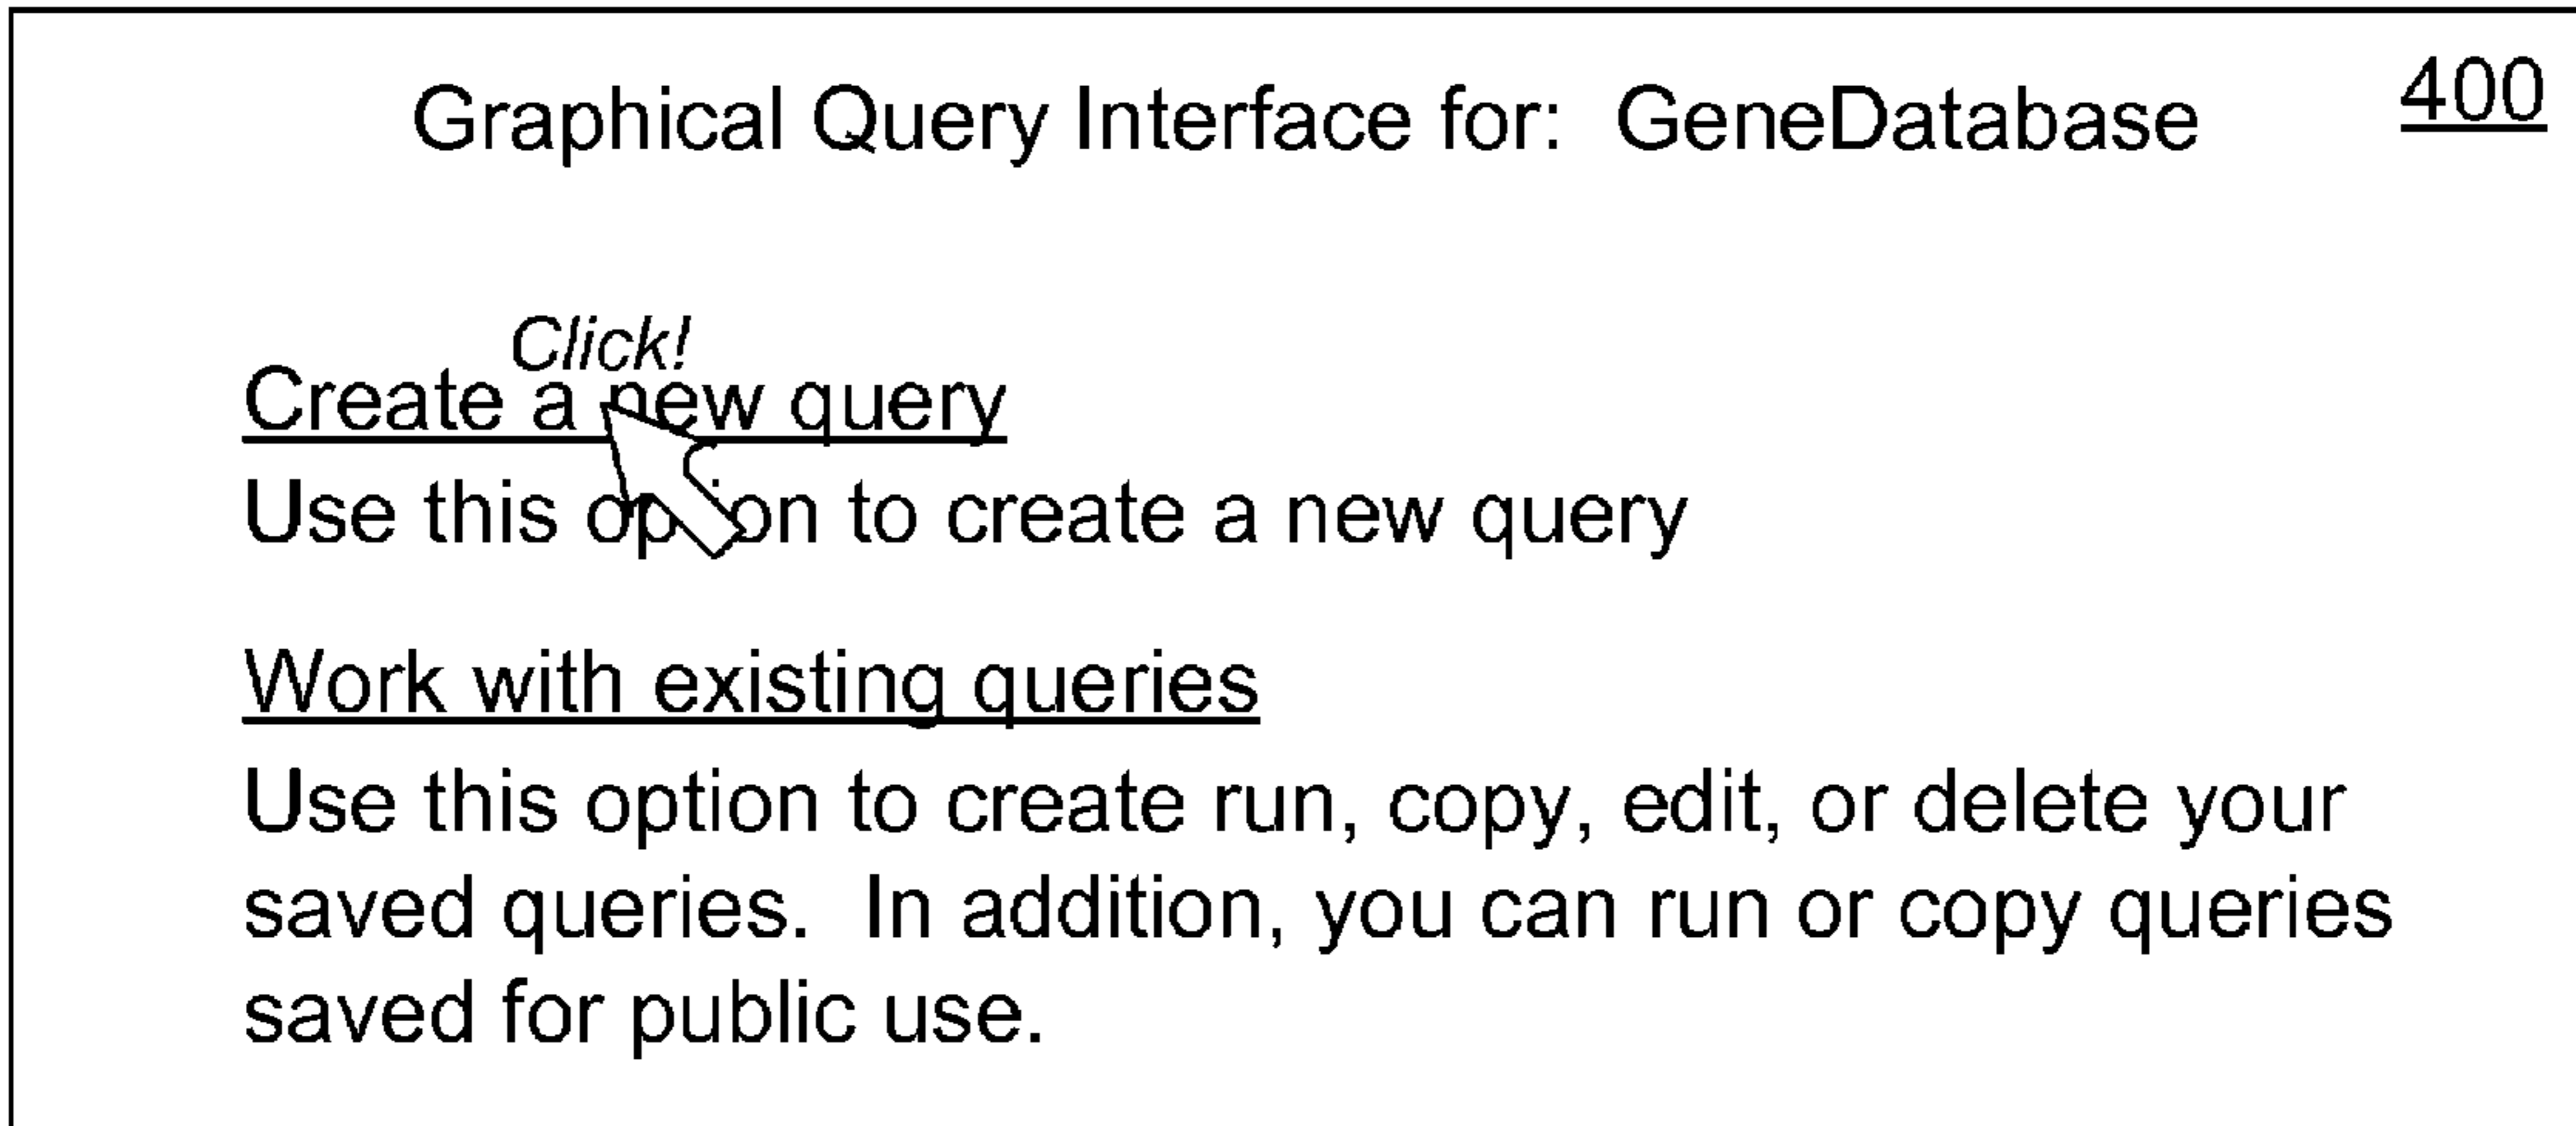 Graphical Query Interface for: GeneDatabase 400
Click!
Create a new query
Use this option to create a new query
Work with existing queries
Use this option to create run, copy, edit, or delete your
saved queries. In addition, you can run or copy queries
saved for public use.